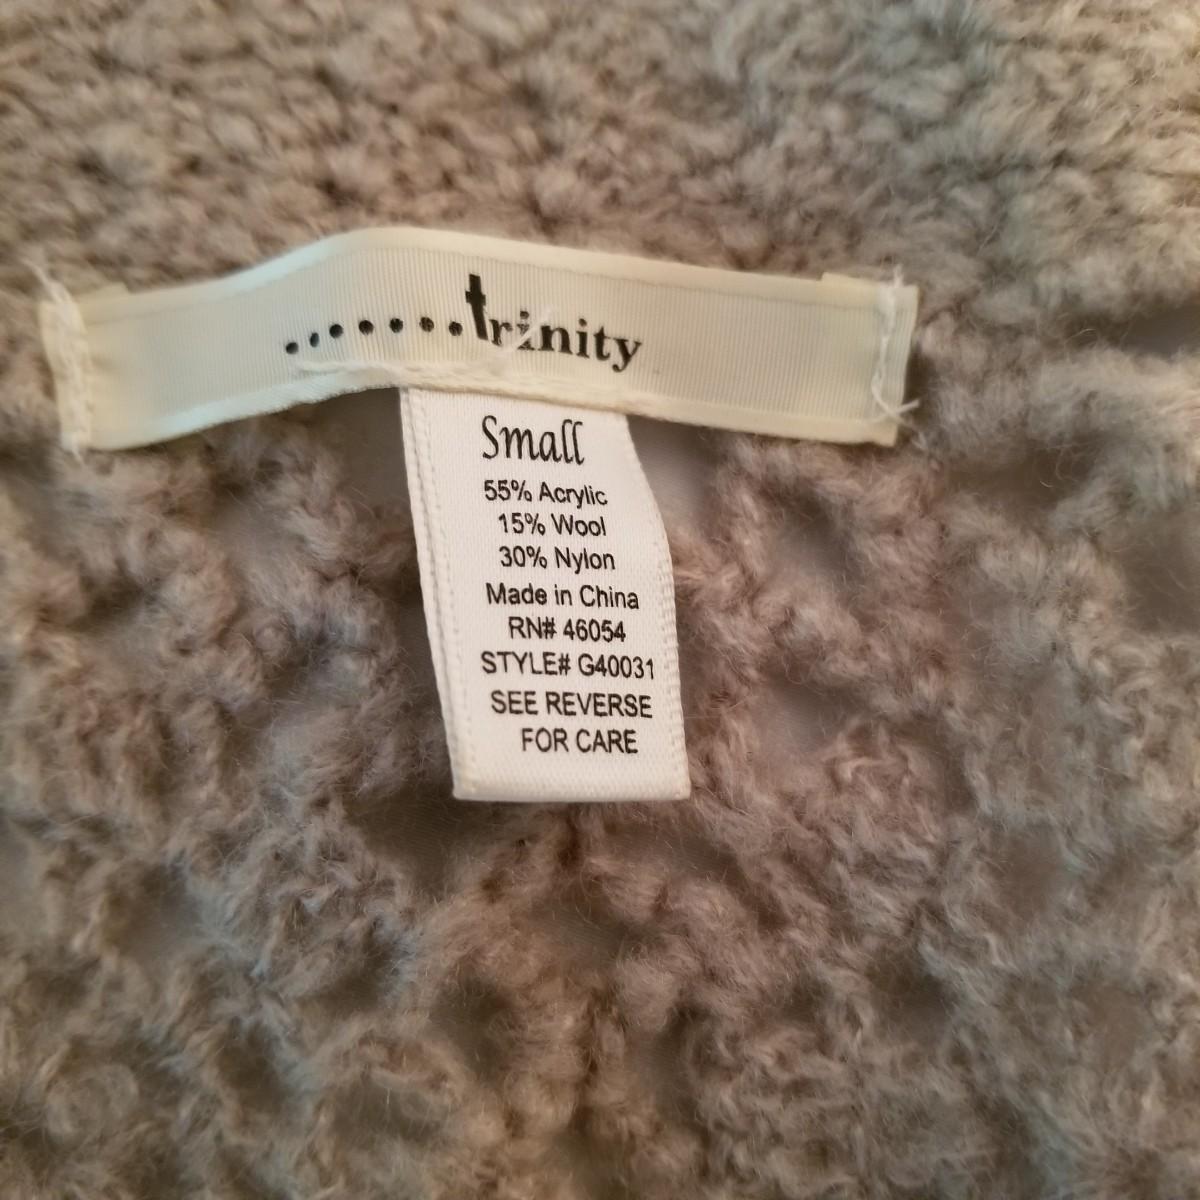 .......trinity
Small
55% Acrylic
15% Wool
30% Nylon
Made in China
RN# 46054
STYLE# G40031
SEE REVERSE
FOR CARE